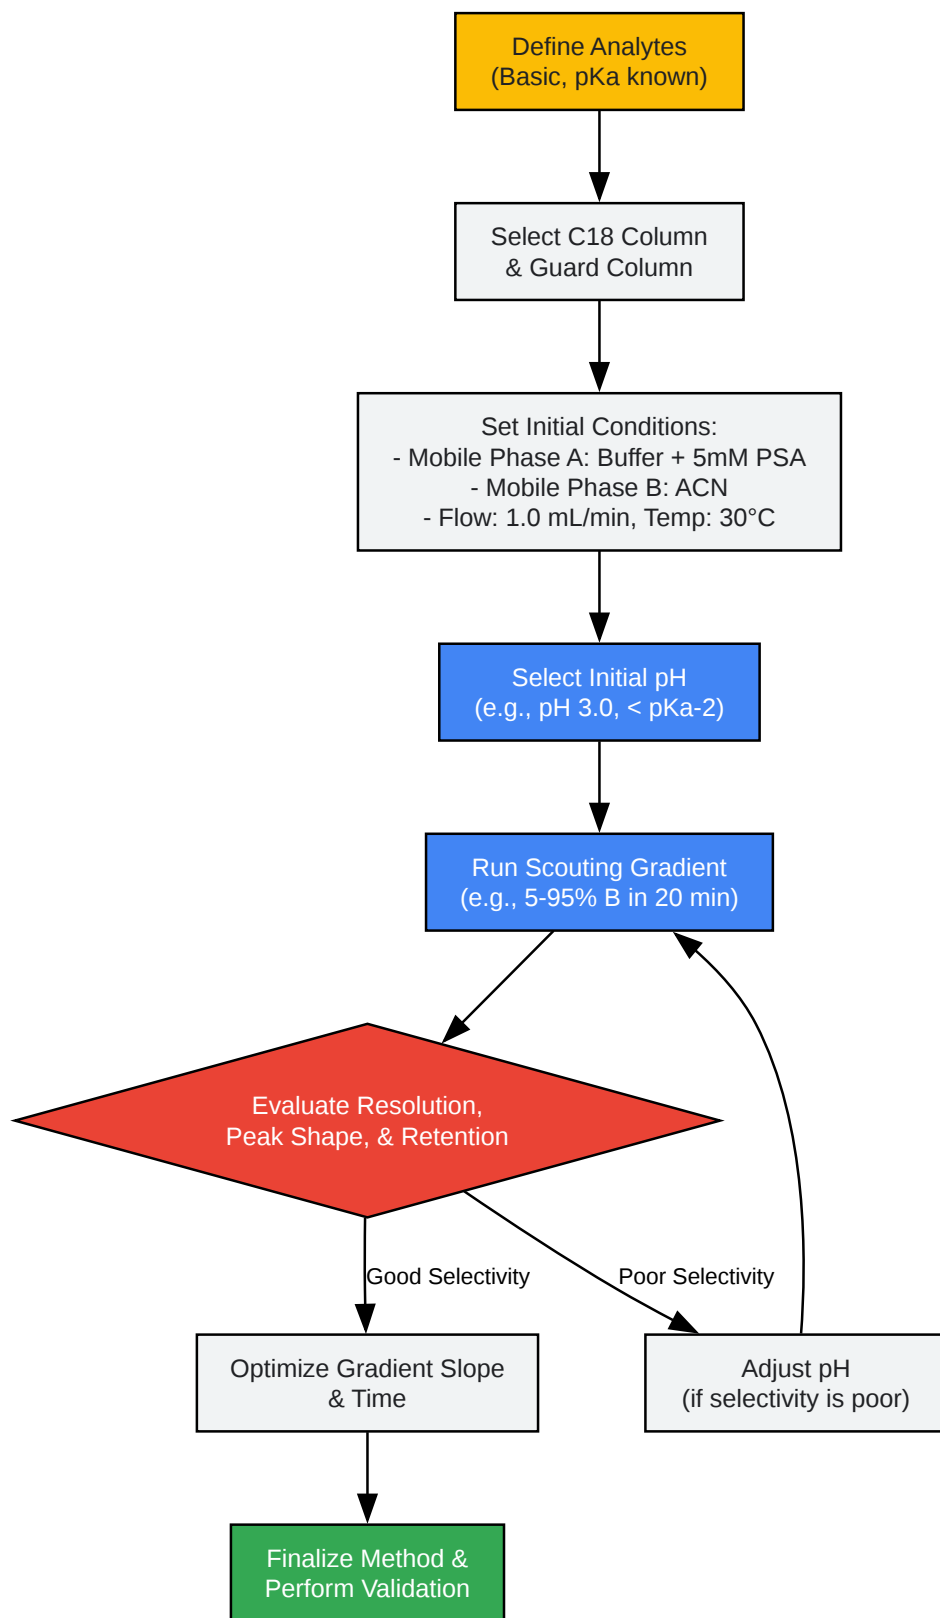 Define Analytes
(Basic, pKa known)
Select C18 Column
& Guard Column
Set Initial Conditions:
- Mobile Phase A: Buffer + 5mM PSA
- Mobile Phase B: ACN
- Flow: 1.0 mL/min, Temp: 30°C
Select Initial pH
(e.g., pH 3.0, < pKa-2)
Run Scouting Gradient
(e.g., 5-95% B in 20 min)
Evaluate Resolution,
Peak Shape, & Retention
Good Selectivity
Poor Selectivity
Optimize Gradient Slope
& Time
Adjust pH
(if selectivity is poor)
Finalize Method &
Perform Validation